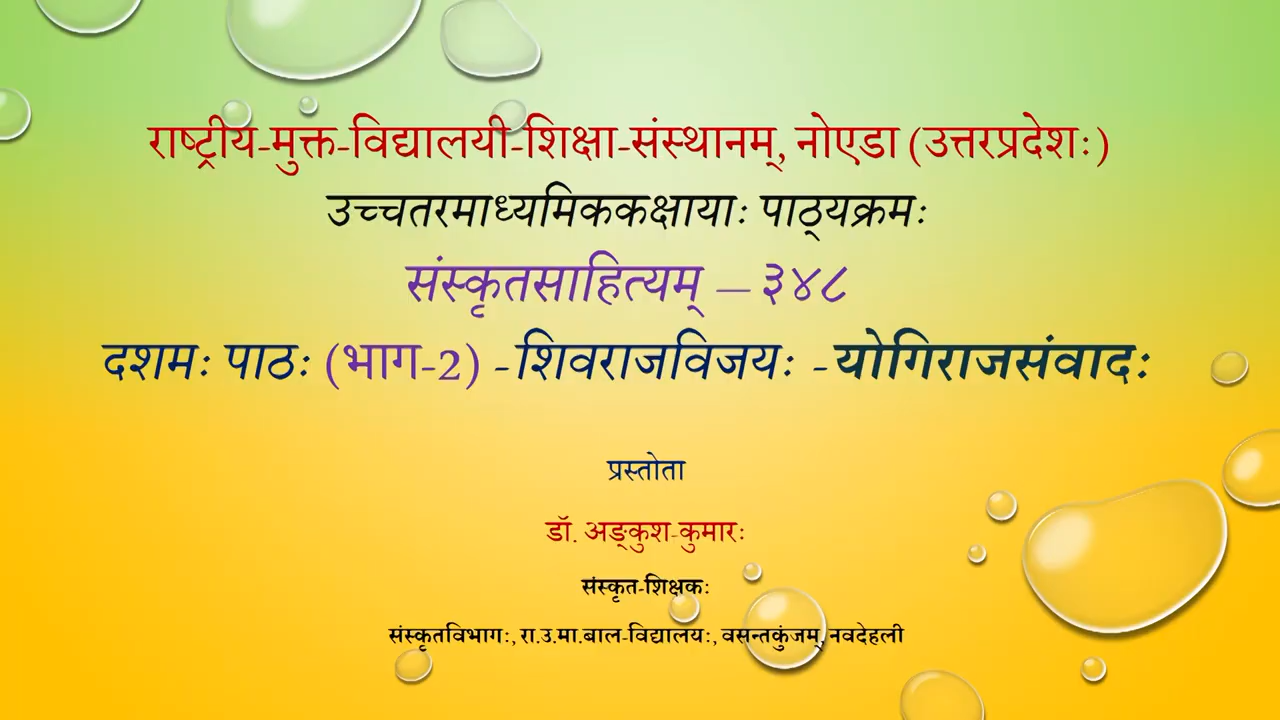 राष्ट्रीय-मुक्त-विद्यालयी-शिक्षा-संस्थानम्, नोएडा (उत्तरप्रदेशः)
उच्चतरमाध्यमिककक्षायाः पाठ्यक्रमः
संस्कृतसाहित्यम् – ३४८
दशमः पाठः (भाग-2) -शिवराजविजयः -योगिराजसंवादः
प्रस्तोता
डॉ. अङ्कुश-कुमारः
संस्कृत-शिक्षकः
संस्कृतविभागः, रा.उ.मा.बाल-विद्यालयः, वसन्तकुंजम्, नवदेहली